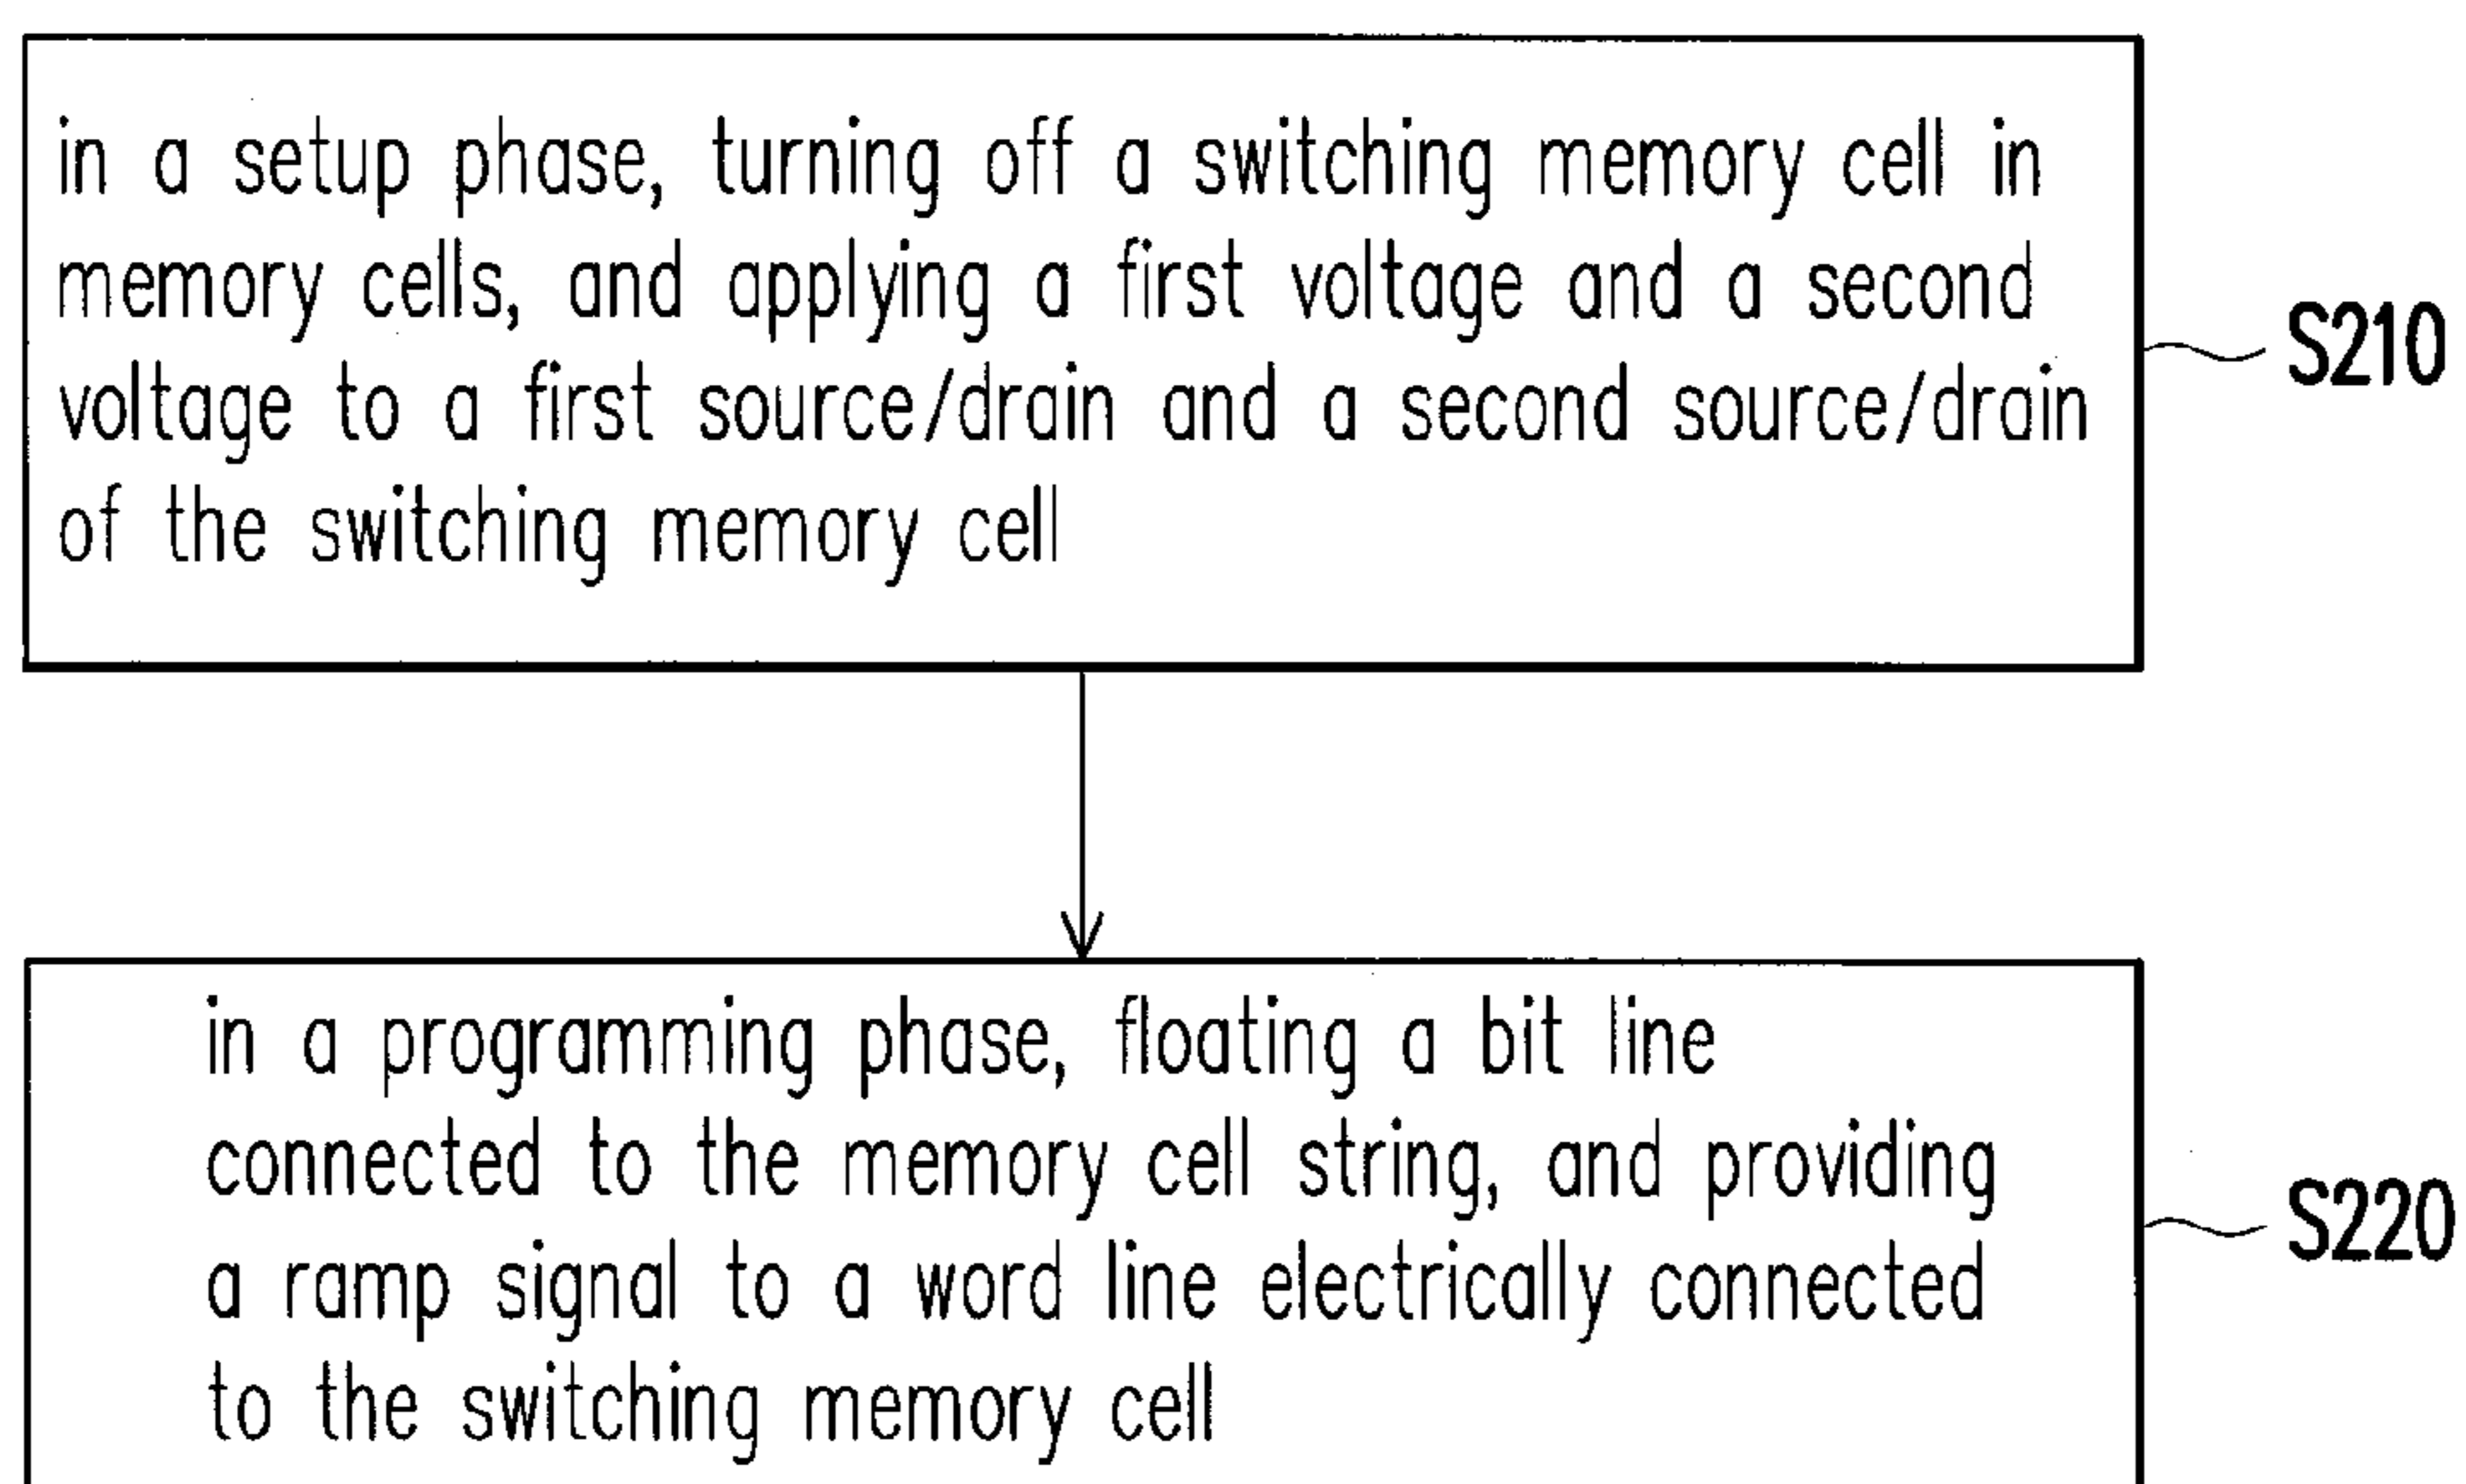 in a setup phase, turning off a switching memory cell in
memory cells, and applying a first voltage and a second
voltage to a first source/drain and a second source/drain
of the switching memory cell
S210
in a programming phase, floating a bit line
connected to the memory cell string, and providing
a ramp signal to a word line electrically connected
to the switching memory cell
S220